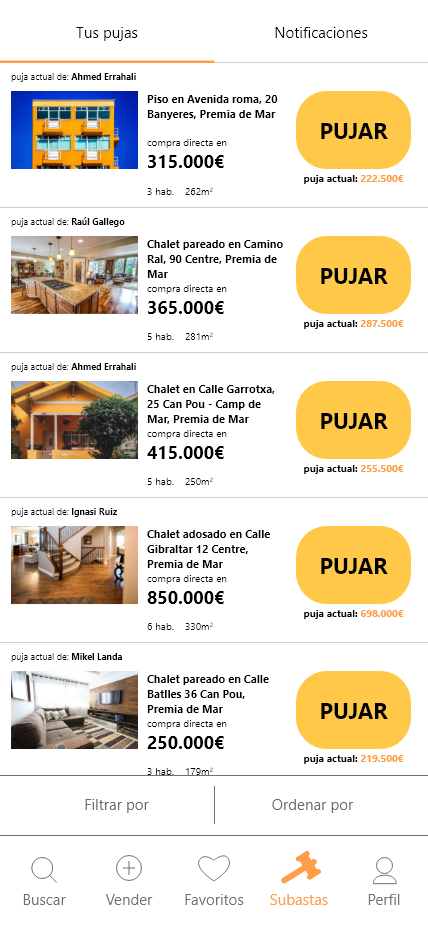 Tus pujas
Notificaciones
puja actual de: Ahmed Errahali
Piso en Avenida roma, 20
Banyeres, Premia de Mar
compra directa en
315.000€
3 hab. 262m²
PUJAR
puja actual: 222.500€
puja actual de: Raúl Gallego
Chalet pareado en Camino
Ral, 90 Centre, Premia de
Mar
compra directa en
365.000€
5 hab. 281m²
PUJAR
puja actual: 287.500€
puja actual de: Ahmed Errahali
Chalet en Calle Garrotxa,
25 Can Pou - Camp de
Mar, Premia de Mar
compra directa en
415.000€
5 hab. 250m²
PUJAR
puja actual: 255.500€
puja actual de: Ignasi Ruiz
Chalet adosado en Calle
Gibraltar 12 Centre,
Premia de Mar
compra directa en
850.000€
6 hab. 330m²
PUJAR
puja actual: 698.000€
puja actual de: Mikel Landa
Chalet pareado en Calle
Batlles 36 Can Pou,
Premia de Mar
compra directa en
250.000€
3 hab. 179m²
PUJAR
puja actual: 219.500€
Filtrar por
Ordenar por
Buscar
Vender
Favoritos
Subastas
Perfil